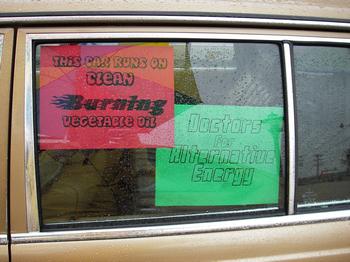 THIS CAR RUNS ON
CLEAN
Burning
VEGETABLE OIL
Doctors
For
Alternative
Energy